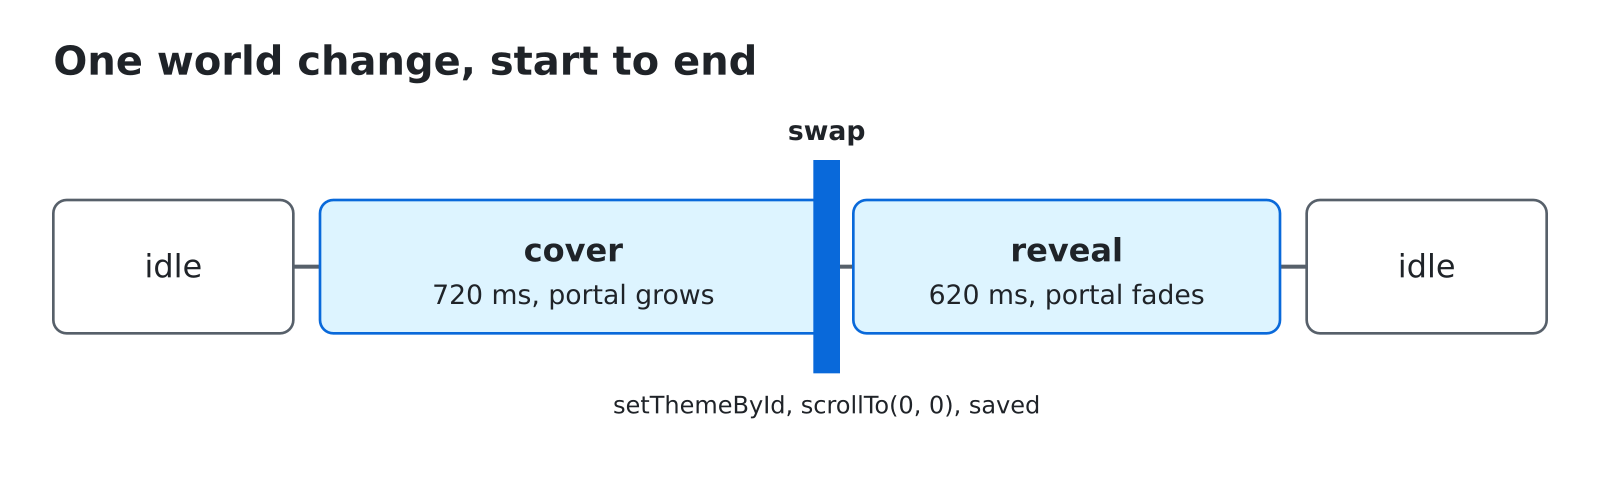 One world change, start to end
swap
idle
cover
720 ms, portal grows
reveal
620 ms, portal fades
idle
setThemeById, scrollTo(0, 0), saved